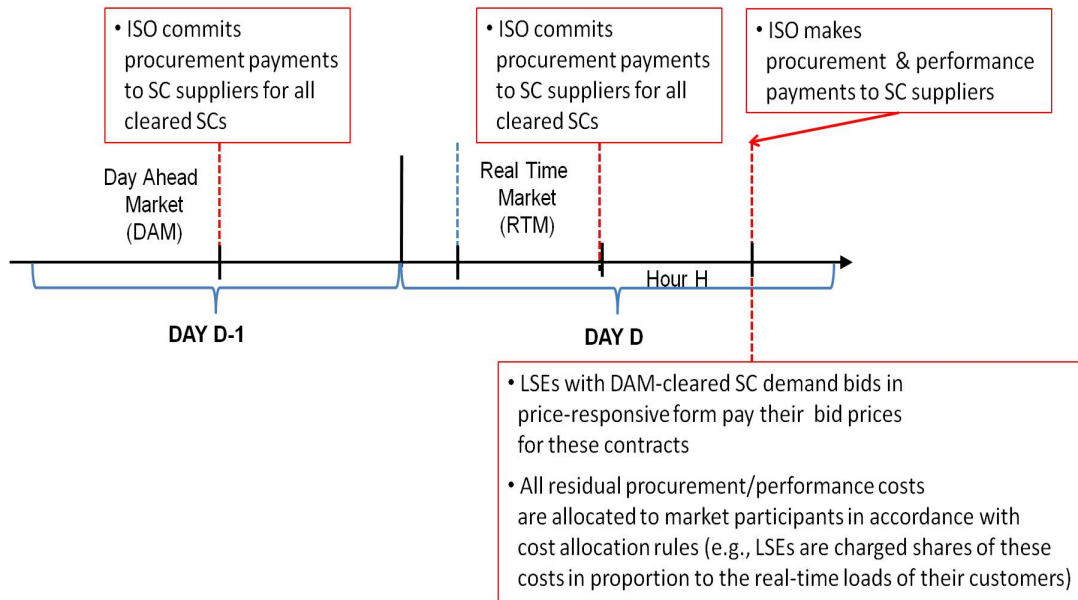 • ISO commits
procurement payments
to SC suppliers for all
cleared SCs
• ISO commits
procurement payments
to SC suppliers for all
cleared SCs
• ISO makes
procurement & performance
payments to SC suppliers
Day Ahead
Market
(DAM)
Real Time
Market
(RTM)
Hour H
DAY D-1
DAY D
• LSEs with DAM-cleared SC demand bids in
price-responsive form pay their bid prices
for these contracts
• All residual procurement/performance costs
are allocated to market participants in accordance with
cost allocation rules (e.g., LSEs are charged shares of these
costs in proportion to the real-time loads of their customers)